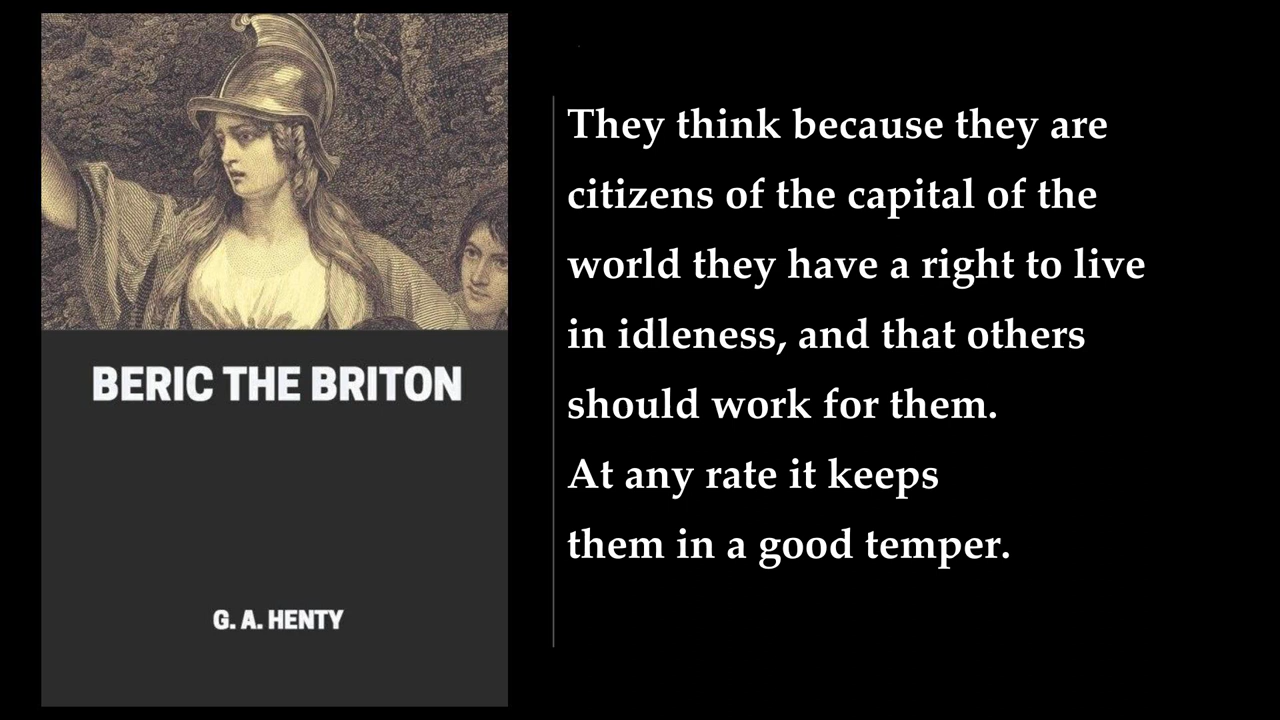 BERIC THE BRITON
G. A. HENTY
They think because they are
citizens of the capital of the
world they have a right to live
in idleness, and that others
should work for them.
At any rate it keeps
them in a good temper.